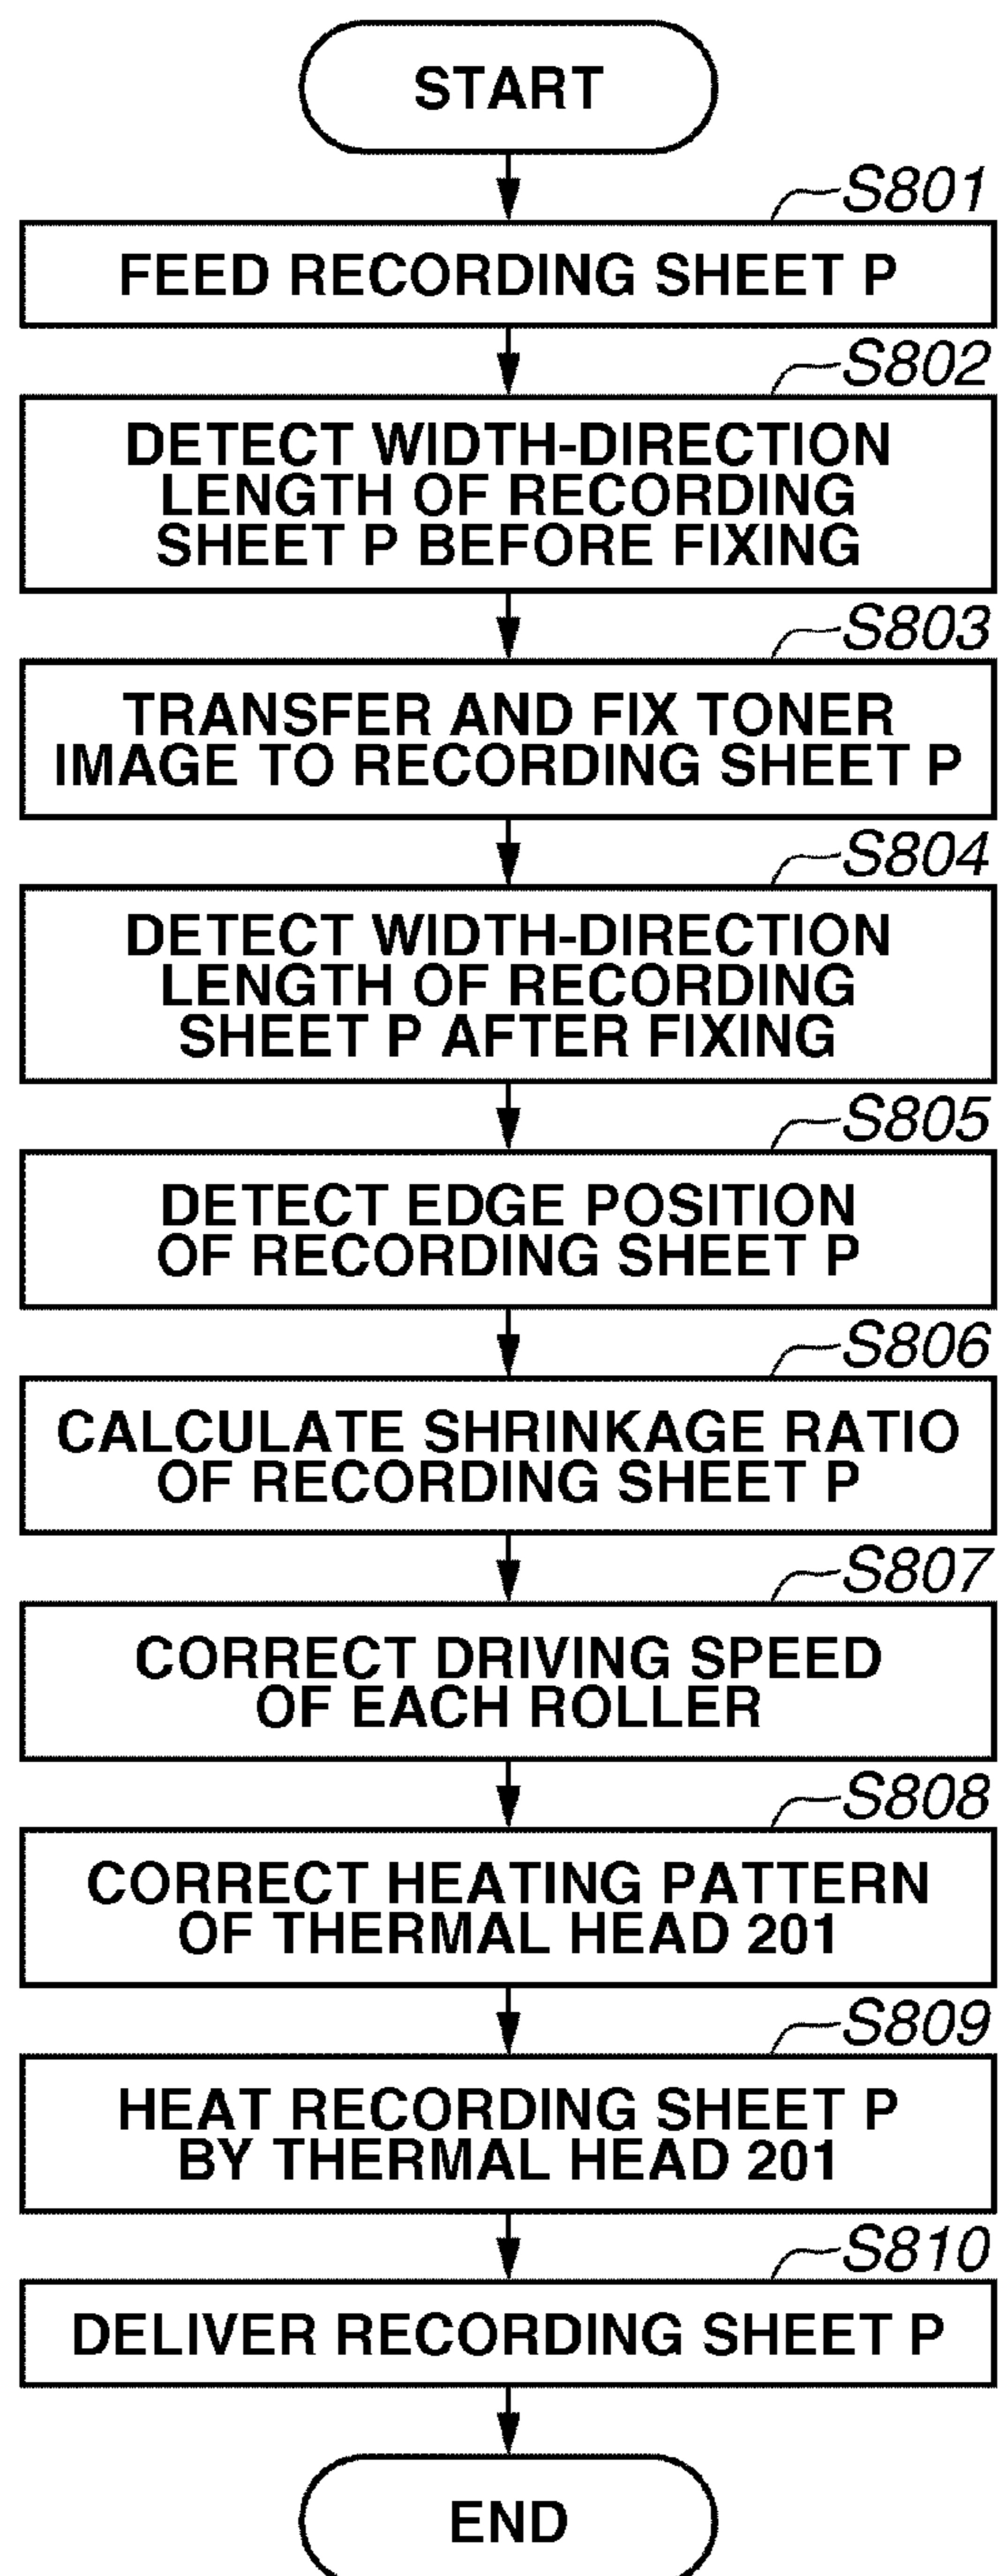 START
S801
FEED RECORDING SHEET P
S802
DETECT WIDTH-DIRECTION
LENGTH OF RECORDING
SHEET P BEFORE FIXING
S803
TRANSFER AND FIX TONER
IMAGE TO RECORDING SHEET P
S804
DETECT WIDTH-DIRECTION
LENGTH OF RECORDING
SHEET P AFTER FIXING
S805
DETECT EDGE POSITION
OF RECORDING SHEET P
S806
CALCULATE SHRINKAGE RATIO
OF RECORDING SHEET P
S807
CORRECT DRIVING SPEED
OF EACH ROLLER
S808
CORRECT HEATING PATTERN
OF THERMAL HEAD 201
S809
HEAT RECORDING SHEET P
BY THERMAL HEAD 201
S810
DELIVER RECORDING SHEET P
END